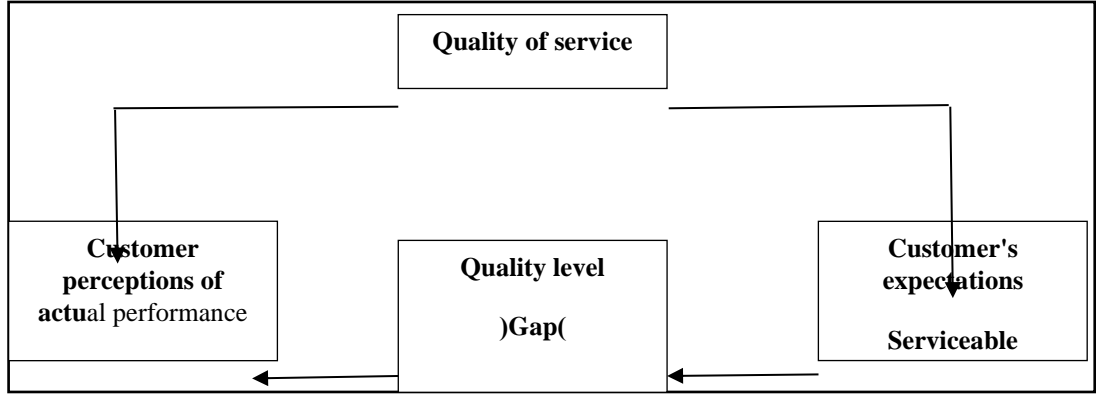 Quality of service
Customer
perceptions of
actual performance
Quality level
)Gap(
Customer's
expectations
Serviceable